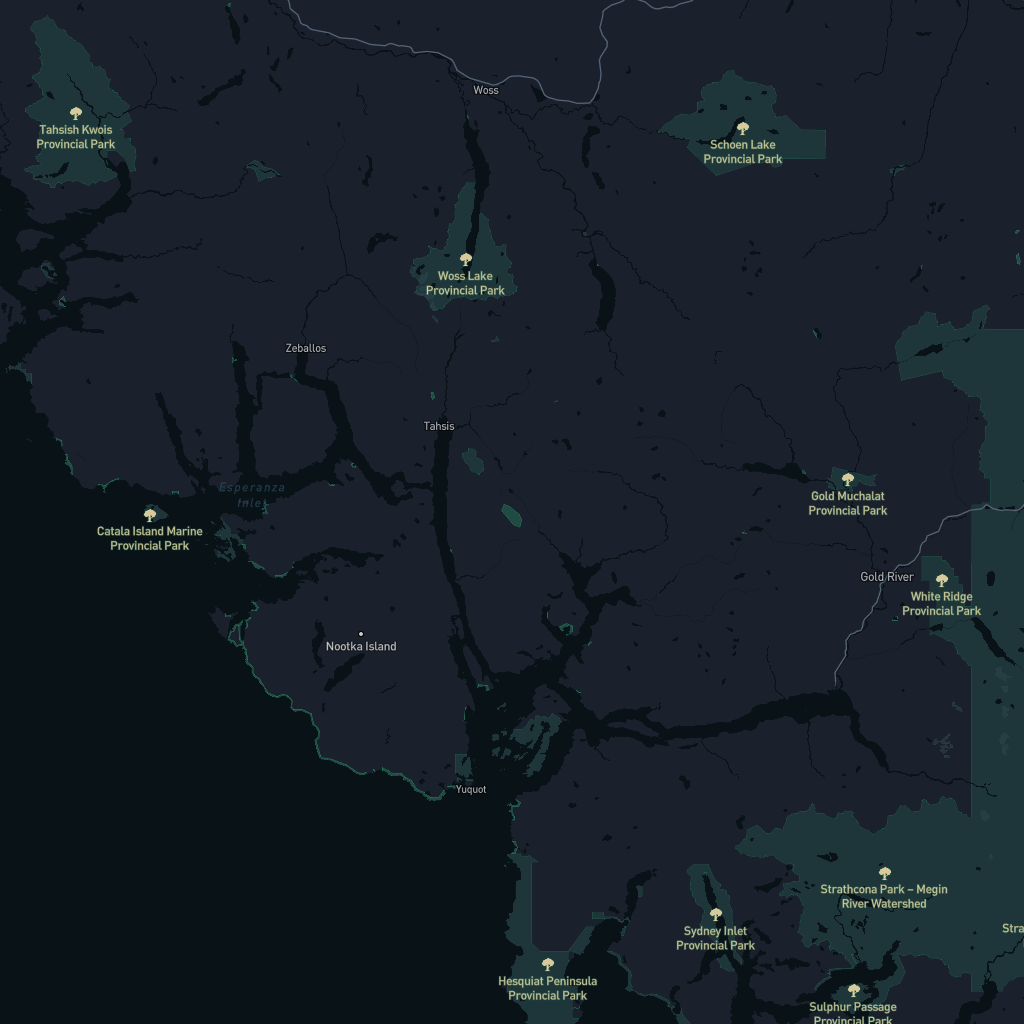 Woss
Tahsish Kwois
Provincial Park
Schoen Lake
Provincial Park
Woss Lake
Provincial Park
Zeballos
Tahsis
Esperanza
Inlet
Gold Muchalat
Provincial Park
Catala Island Marine
Provincial Park
Gold River
White Ridge
Provincial Park
Nootka Island
Yuquot
Strathcona Park – Megin
River Watershed
Sydney Inlet
Provincial Park
Stra
Hesquiat Peninsula
Provincial Park
Sulphur Passage
Provincial Park